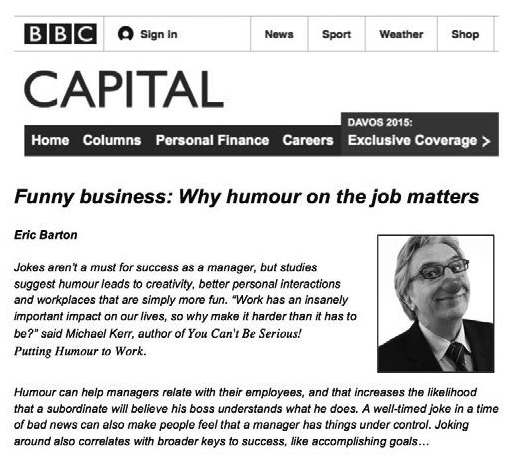 BBC Sign in News Sport Weather Shop
CAPITAL
DAVOS 2015:
Home Columns Personal Finance Careers Exclusive Coverage >
Funny business: Why humour on the job matters
Eric Barton
Jokes aren't a must for success as a manager, but studies
suggest humour leads to creativity, better personal interactions
and workplaces that are simply more fun. "Work has an insanely
important impact on our lives, so why make it harder than it has to
be?" said Michael Kerr, author of You Can't Be Serious!
Putting Humour to Work.
Humour can help managers relate with their employees, and that increases the likelihood
that a subordinate will believe his boss understands what he does. A well-timed joke in a time
of bad news can also make people feel that a manager has things under control. Joking
around also correlates with broader keys to success, like accomplishing goals…